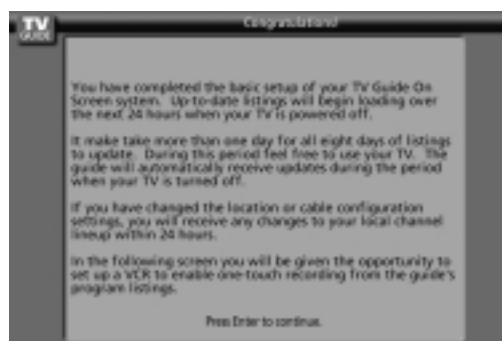 TV
GUIDE
Congratulations!
You have completed the basic setup of your TV Guide On
Screen system. Up-to-date listings will begin loading over
the next 24 hours when your TV is powered off.
It make take more than one day for all eight days of listings
to update. During this period feel free to use your TV. The
guide will automatically receive updates during the period
when your TV is turned off.
If you have changed the location or cable configuration
settings, you will receive any changes to your local channel
lineup within 24 hours.
In the following screen you will be given the opportunity to
set up a VCR to enable one-touch recording from the guide's
program listings.
Press Enter to continue.